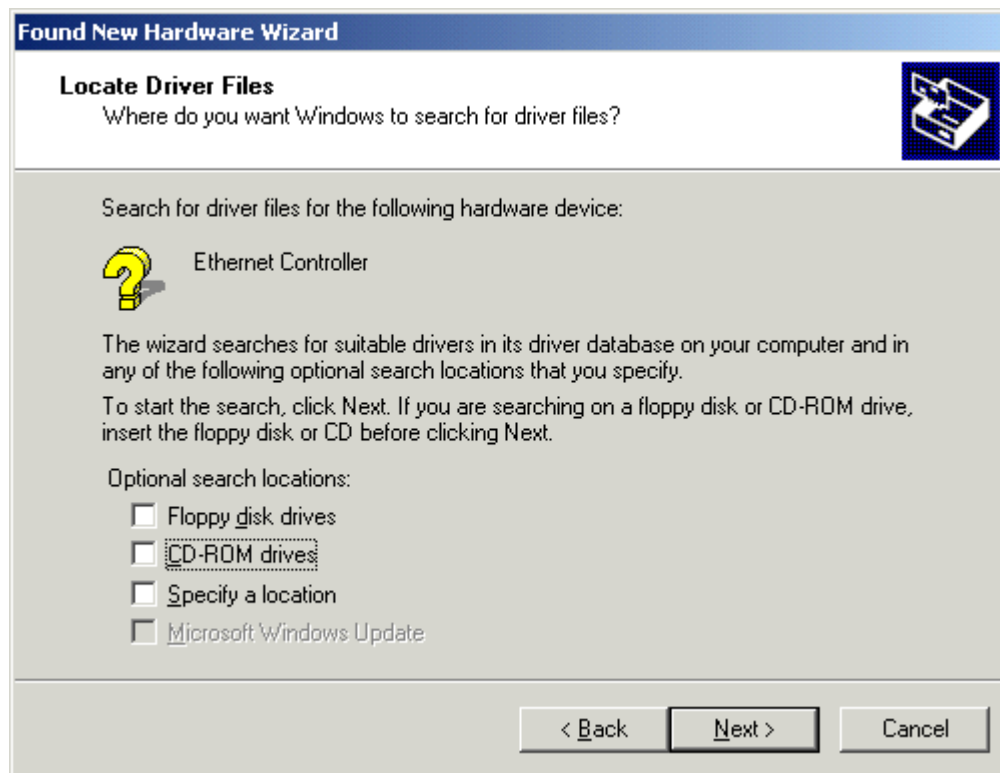 Found New Hardware Wizard
Locate Driver Files
Where do you want Windows to search for driver files?
Search for driver files for the following hardware device:
Ethernet Controller
The wizard searches for suitable drivers in its driver database on your computer and in
any of the following optional search locations that you specify.
To start the search, click Next. If you are searching on a floppy disk or CD-ROM drive,
insert the floppy disk or CD before clicking Next.
Optional search locations:
Floppy disk drives
CD-ROM drives
Specify a location
Microsoft Windows Update
< Back Next > Cancel